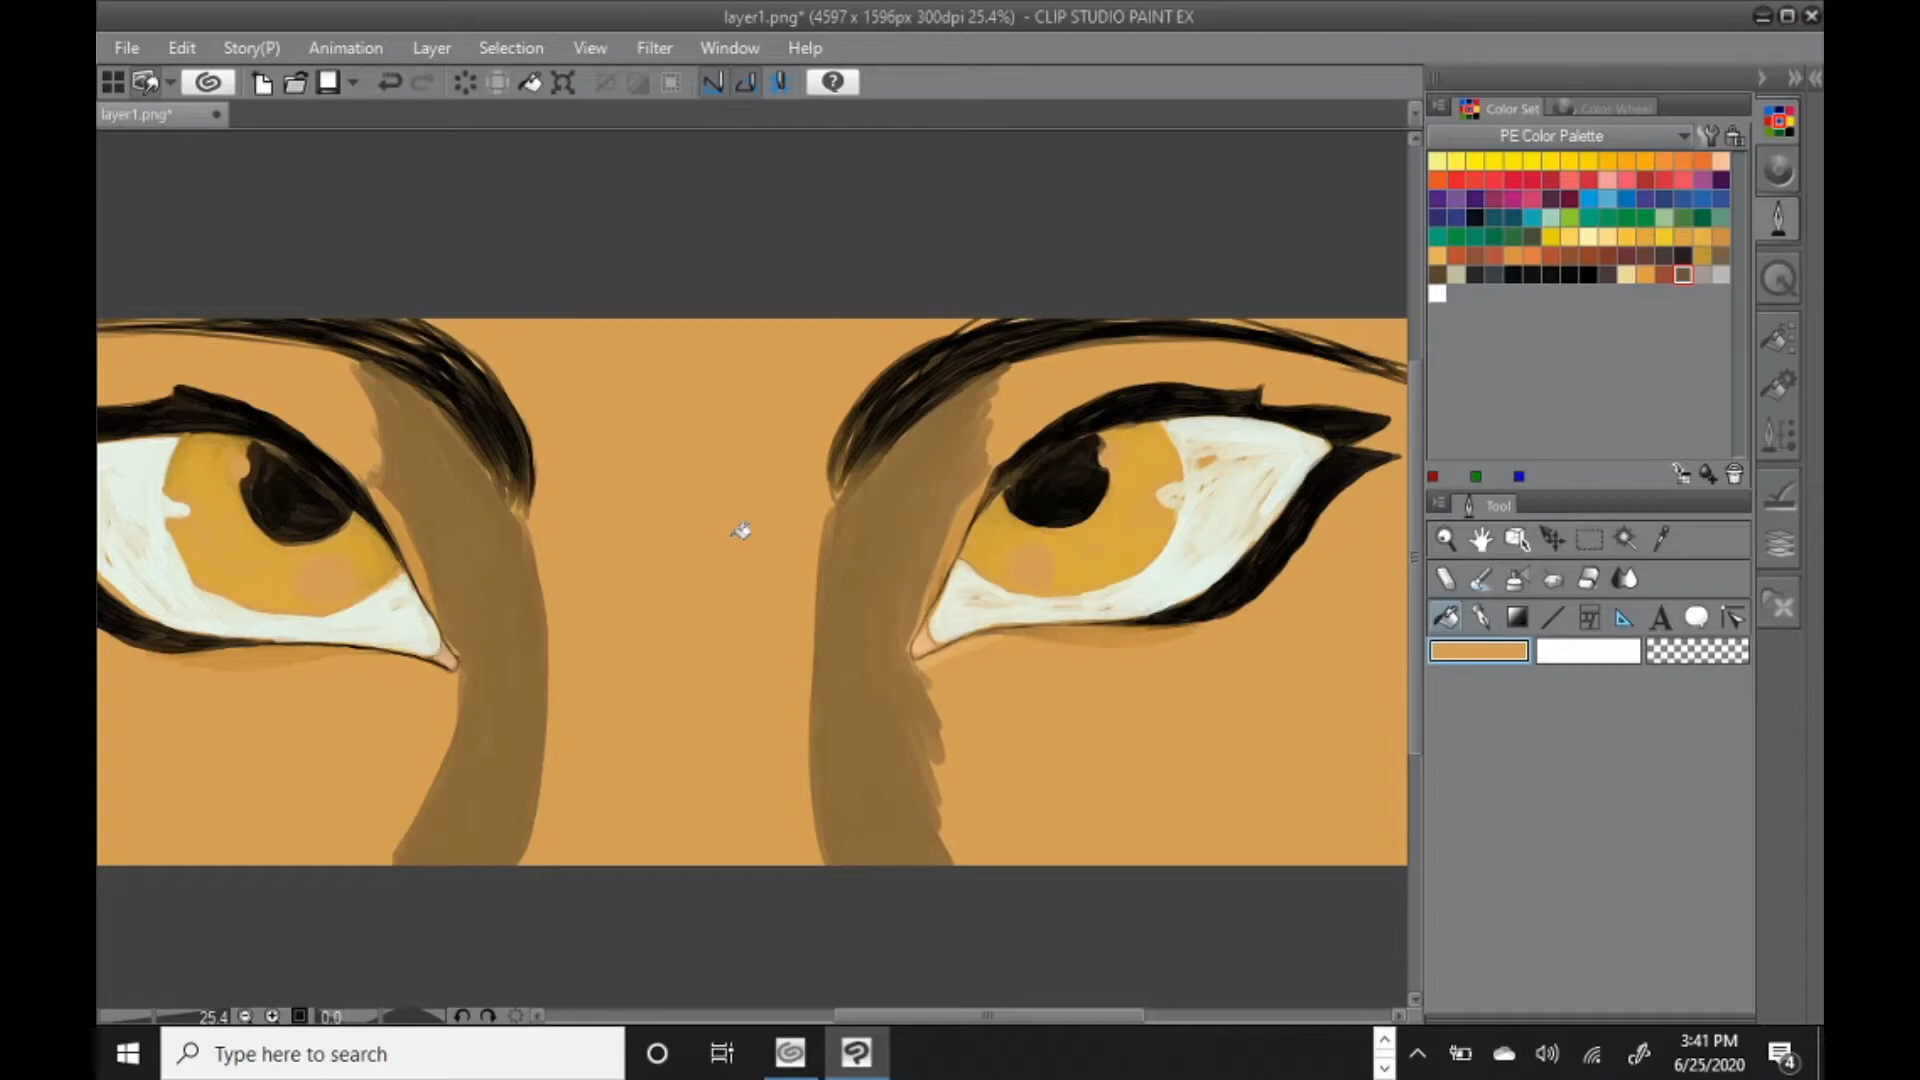 layer1.png* (4597 x 1596px 300dpi 25.4%) - CLIP STUDIO PAINT EX
File Edit Story(P) Animation Layer Selection View Filter Window Help
layer1.png*
Color Set Color Wheel
PE Color Palette
Tool
25.4 0.0
Type here to search
3:41 PM
6/25/2020
4